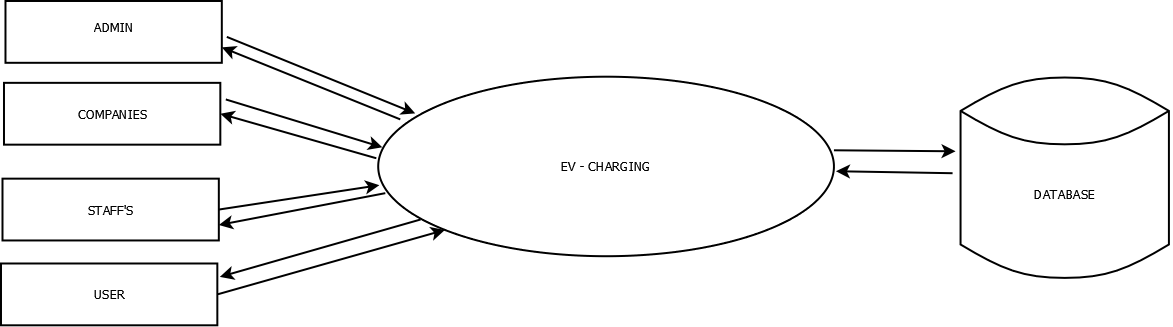 ADMIN
COMPANIES
STAFF'S
USER
EV - CHARGING
DATABASE